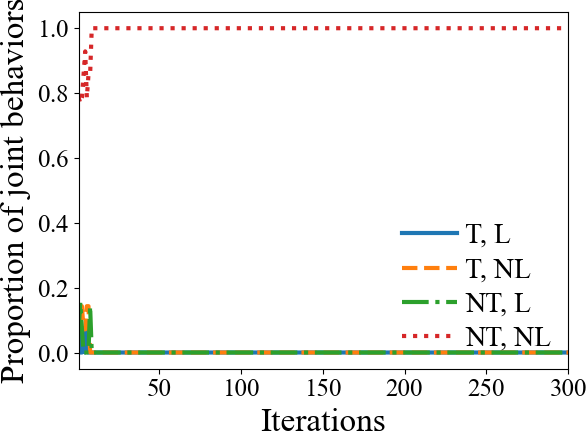 Proportion of joint behaviors
1.0
0.8
0.6
0.4
0.2
0.0
T, L
T, NL
NT, L
NT, NL
50 100 150 200 250 300
Iterations